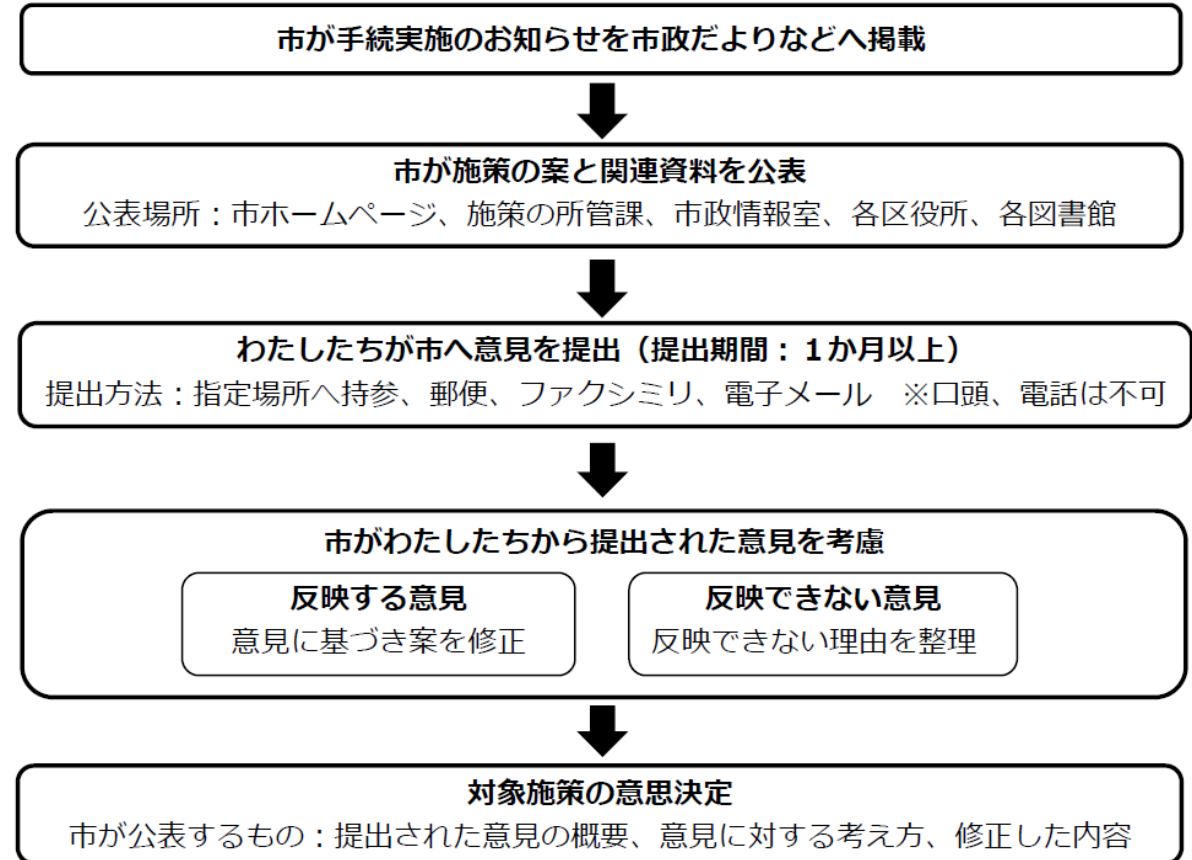 市が手続実施のお知らせを市政だよりなどへ掲載
市が施策の案と関連資料を公表
公表場所：市ホームページ、施策の所管課、市政情報室、各区役所、各図書館
わたしたちが市へ意見を提出（提出期間：１か月以上）
提出方法：指定場所へ持参、郵便、ファクシミリ、電子メール　※口頭、電話は不可
市がわたしたちから提出された意見を考慮
反映する意見
意見に基づき案を修正
反映できない意見
反映できない理由を整理
対象施策の意思決定
市が公表するもの：提出された意見の概要、意見に対する考え方、修正した内容